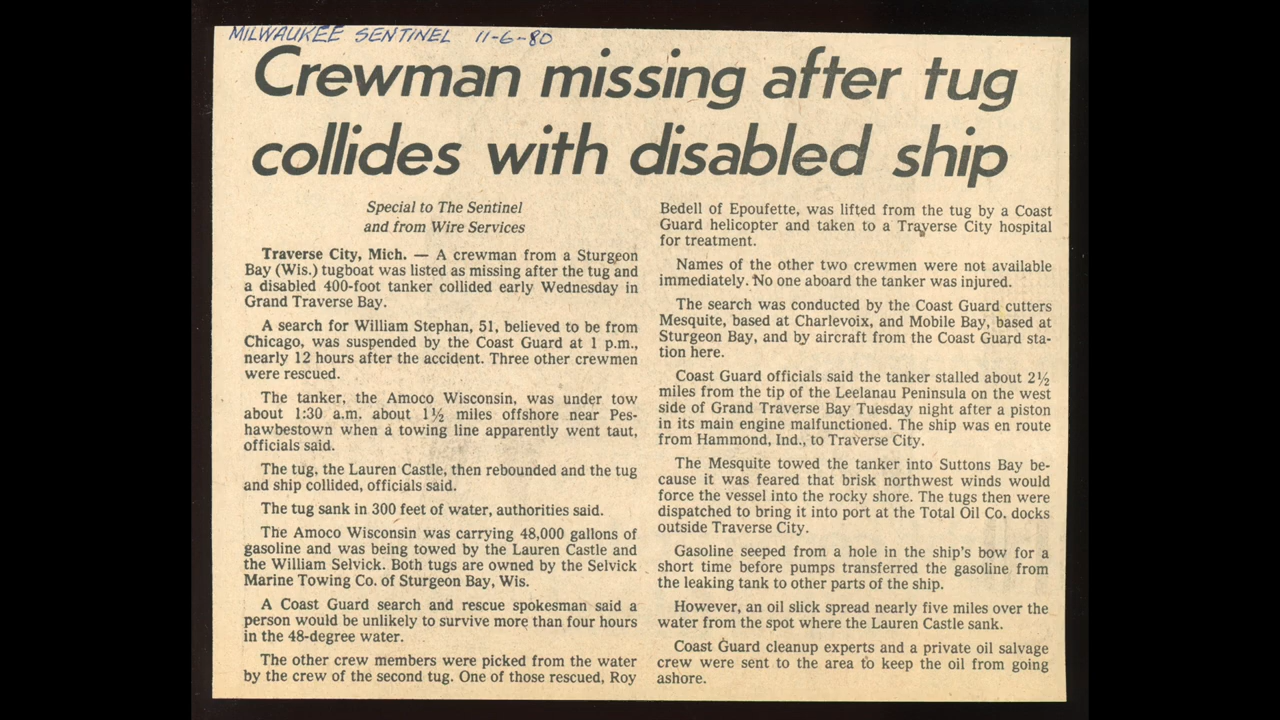 MILWAUKEE SENTINEL 11-6-80
Crewman missing after tug
collides with disabled ship
Special to The Sentinel
and from Wire Services
Traverse City, Mich. — A crewman from a Sturgeon
Bay (Wis.) tugboat was listed as missing after the tug and
a disabled 400-foot tanker collided early Wednesday in
Grand Traverse Bay.
A search for William Stephan, 51, believed to be from
Chicago, was suspended by the Coast Guard at 1 p.m.,
nearly 12 hours after the accident. Three other crewmen
were rescued.
The tanker, the Amoco Wisconsin, was under tow
about 1:30 a.m. about 1½ miles offshore near Pes-
hawbestown when a towing line apparently went taut,
officials said.
The tug, the Lauren Castle, then rebounded and the tug
and ship collided, officials said.
The tug sank in 300 feet of water, authorities said.
The Amoco Wisconsin was carrying 48,000 gallons of
gasoline and was being towed by the Lauren Castle and
the William Selvick. Both tugs are owned by the Selvick
Marine Towing Co. of Sturgeon Bay, Wis.
A Coast Guard search and rescue spokesman said a
person would be unlikely to survive more than four hours
in the 48-degree water.
The other crew members were picked from the water
by the crew of the second tug. One of those rescued, Roy
Bedell of Epoufette, was lifted from the tug by a Coast
Guard helicopter and taken to a Traverse City hospital
for treatment.
Names of the other two crewmen were not available
immediately. No one aboard the tanker was injured.
The search was conducted by the Coast Guard cutters
Mesquite, based at Charlevoix, and Mobile Bay, based at
Sturgeon Bay, and by aircraft from the Coast Guard sta-
tion here.
Coast Guard officials said the tanker stalled about 2½
miles from the tip of the Leelanau Peninsula on the west
side of Grand Traverse Bay Tuesday night after a piston
in its main engine malfunctioned. The ship was en route
from Hammond, Ind., to Traverse City.
The Mesquite towed the tanker into Suttons Bay be-
cause it was feared that brisk northwest winds would
force the vessel into the rocky shore. The tugs then were
dispatched to bring it into port at the Total Oil Co. docks
outside Traverse City.
Gasoline seeped from a hole in the ship's bow for a
short time before pumps transferred the gasoline from
the leaking tank to other parts of the ship.
However, an oil slick spread nearly five miles over the
water from the spot where the Lauren Castle sank.
Coast Guard cleanup experts and a private oil salvage
crew were sent to the area to keep the oil from going
ashore.